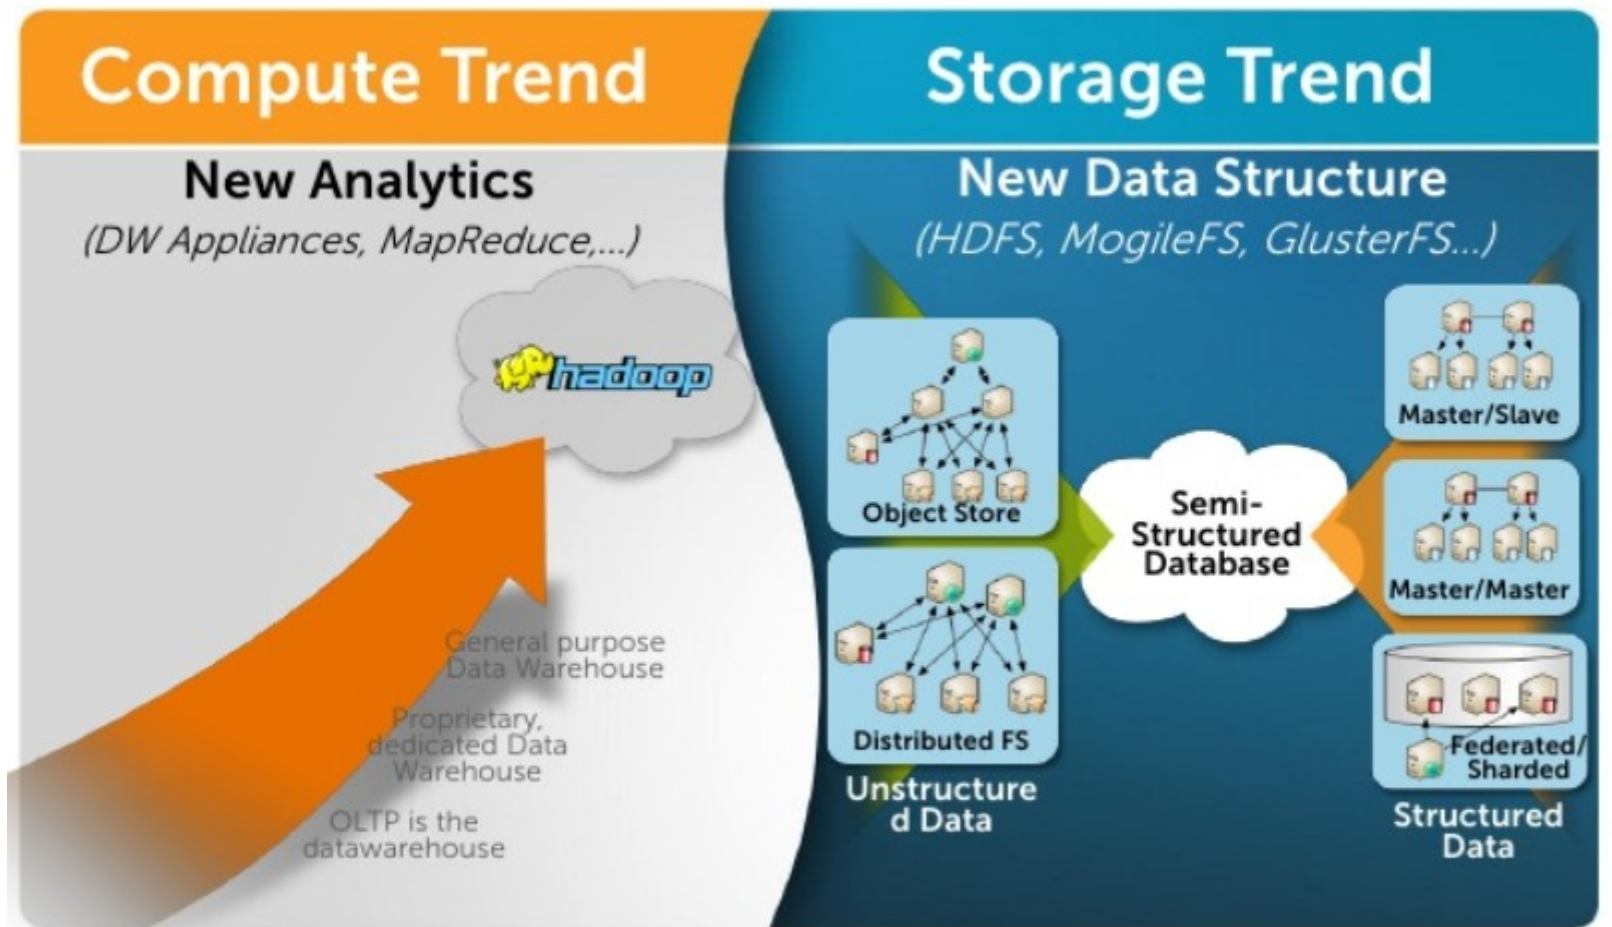 Compute Trend
New Analytics
(DW Appliances, MapReduce,...)
hadoop
General purpose
Data Warehouse
Proprietary,
dedicated Data
Warehouse
OLTP is the
datawarehouse
Storage Trend
New Data Structure
(HDFS, MogileFS, GlusterFS...)
Object Store
Distributed FS
Unstructure
d Data
Semi-
Structured
Database
Master/Slave
Master/Master
Federated/
Sharded
Structured
Data